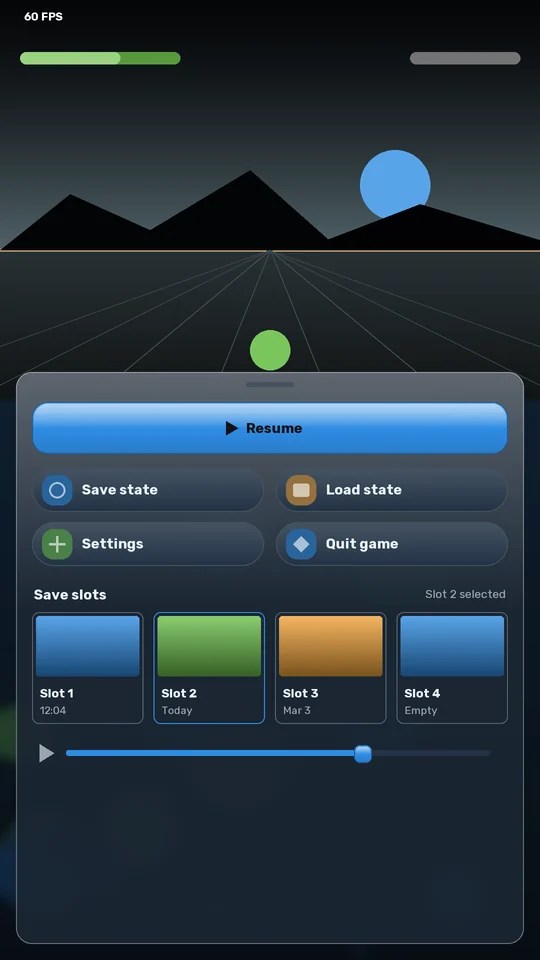 60 FPS
Resume
Save state
Load state
Settings
Quit game
Save slots
Slot 2 selected
Slot 1
12:04
Slot 2
Today
Slot 3
Mar 3
Slot 4
Empty